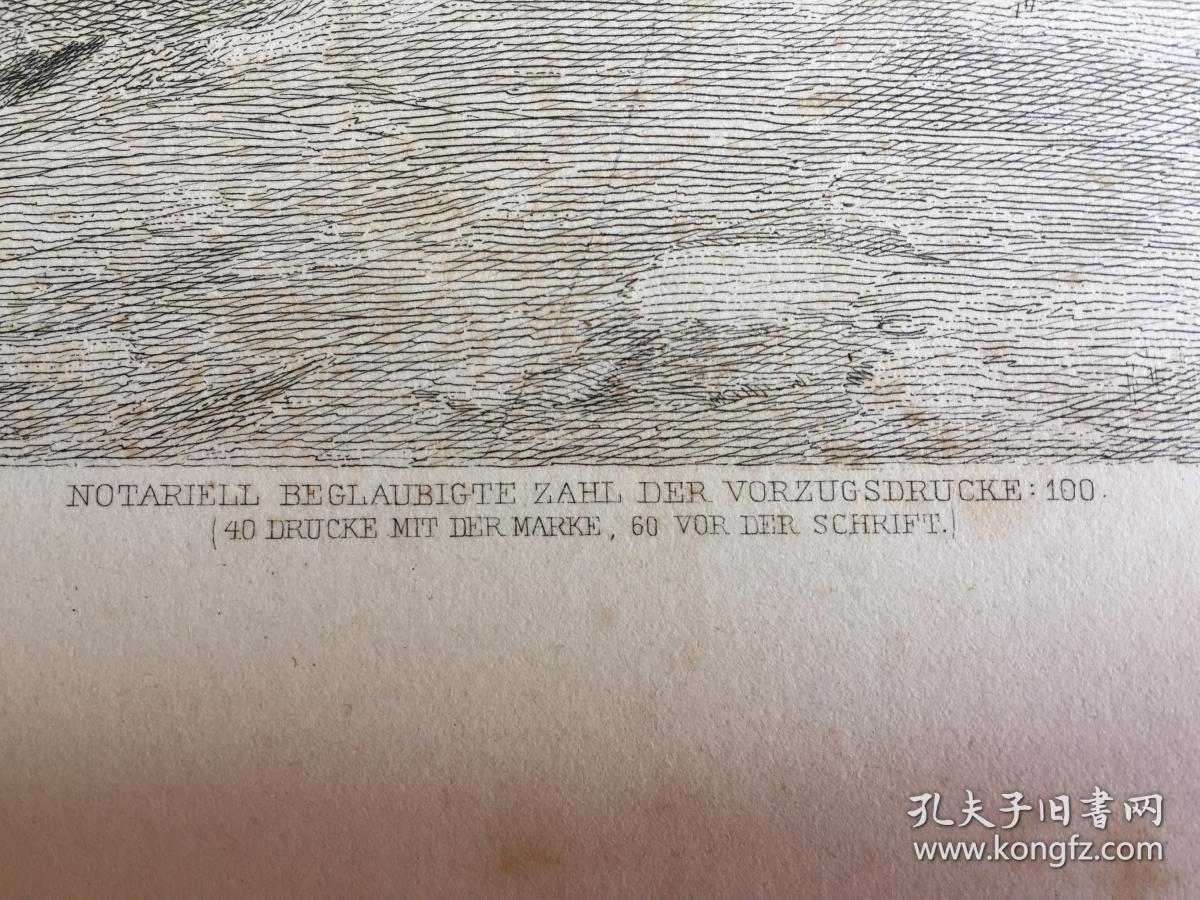 NOTARIELL BEGLAUBIGTE ZAHL DER VORZUGSDRUCKE: 100.
(40 DRUCKE MIT DER MARKE, 60 VOR DER SCHRIFT.)
孔夫子旧书网
www.kongfz.com